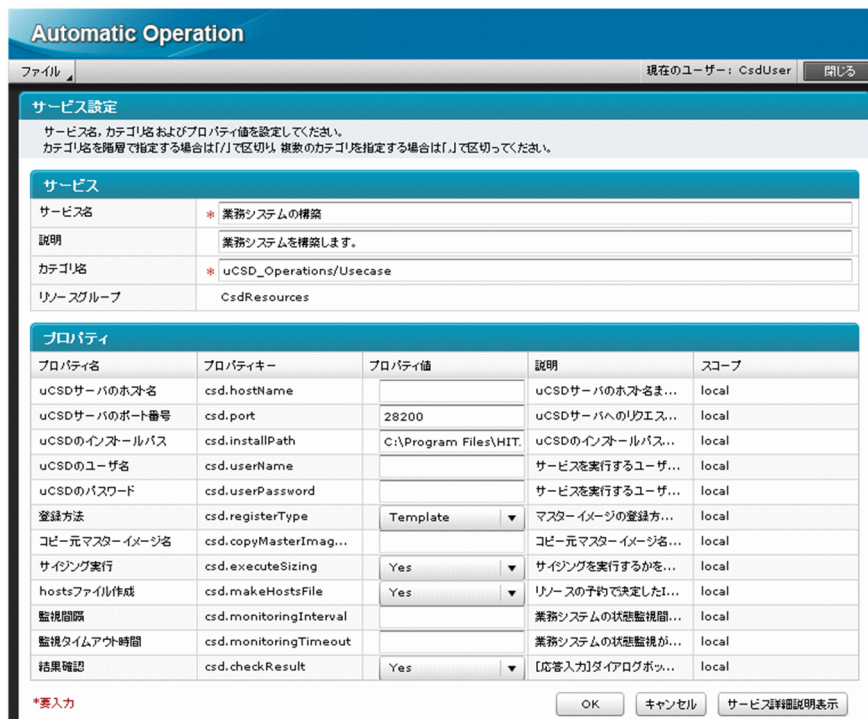 Automatic Operation
ファイル 現在のユーザー: CsdUser 閉じる
サービス設定
サービス名, カテゴリ名およびプロパティ値を設定してください。
カテゴリ名を階層で指定する場合は「/」で区切り, 複数のカテゴリを指定する場合は「,」で区切ってください。
サービス
サービス名 * 業務システムの構築
説明 業務システムを構築します。
カテゴリ名 * uCSD_Operations/Usecase
リソースグループ CsdResources
プロパティ
プロパティ名 プロパティキー プロパティ値 説明 スコープ
uCSDサーバのホスト名 csd.hostName uCSDサーバのホスト名ま... local
uCSDサーバのポート番号 csd.port 28200 uCSDサーバへのリクエス... local
uCSDのインストールパス csd.installPath C:\Program Files\HIT. uCSDのインストールパス... local
uCSDのユーザ名 csd.userName サービスを実行するユーザ... local
uCSDのパスワード csd.userPassword サービスを実行するユーザ... local
登録方法 csd.registerType Template マスターイメージの登録方... local
コピー元マスターイメージ名 csd.copyMasterImag... コピー元マスターイメージ名... local
サイジング実行 csd.executeSizing Yes サイジングを実行するかを... local
hostsファイル作成 csd.makeHostsFile Yes リソースの予約で決定したI... local
監視間隔 csd.monitoringInterval 業務システムの状態監視間... local
監視タイムアウト時間 csd.monitoringTimeout 業務システムの状態監視が... local
結果確認 csd.checkResult Yes [応答入力]ダイアログボッ... local
*要入力 OK キャンセル サービス詳細説明表示